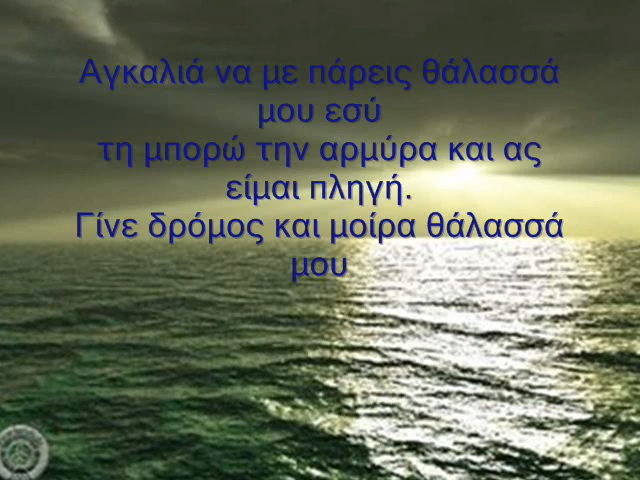 Αγκαλιά να με πάρεις θάλασσά
μου εσύ
τη μπορώ την αρμύρα και ας
είμαι πληγή.
Γίνε δρόμος και μοίρα θάλασσά
μου